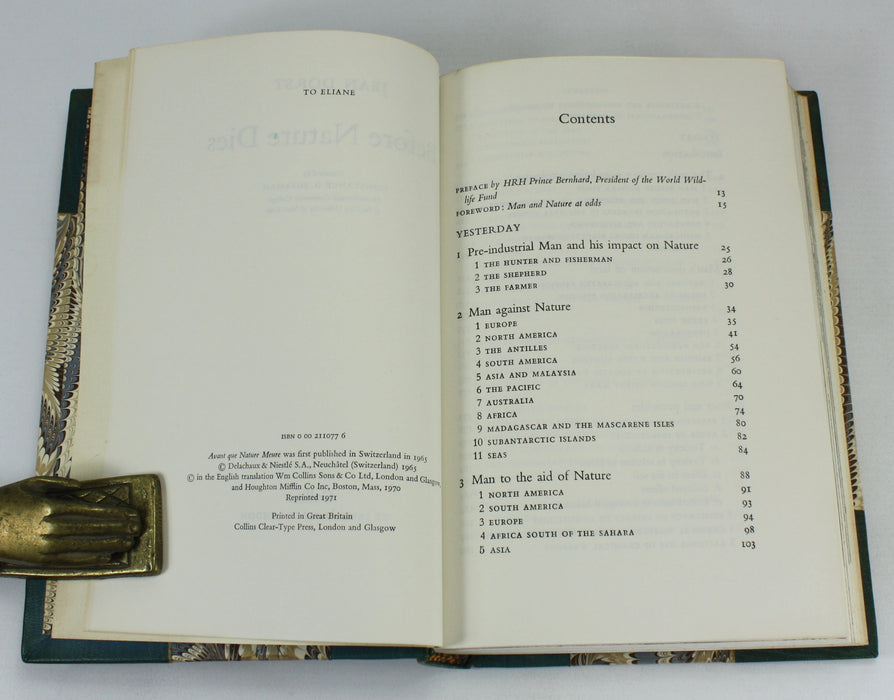 TO ELIANE
ISBN 0 00 211077 6
Avant que Nature Meure was first published in Switzerland in 1965
© Delachaux & Niestlé S.A., Neuchâtel (Switzerland) 1965
© in the English translation Wm Collins Sons & Co Ltd, London and Glasgow,
and Houghton Mifflin Co Inc, Boston, Mass, 1970
Reprinted 1971
Printed in Great Britain
Collins Clear-Type Press, London and Glasgow
Contents
PREFACE by HRH Prince Bernhard, President of the World Wild-
life Fund 13
FOREWORD: Man and Nature at odds 15
YESTERDAY
1 Pre-industrial Man and his impact on Nature 25
1 THE HUNTER AND FISHERMAN 26
2 THE SHEPHERD 28
3 THE FARMER 30
2 Man against Nature 34
1 EUROPE 35
2 NORTH AMERICA 41
3 THE ANTILLES 54
4 SOUTH AMERICA 56
5 ASIA AND MALAYSIA 60
6 THE PACIFIC 64
7 AUSTRALIA 70
8 AFRICA 74
9 MADAGASCAR AND THE MASCARENE ISLES 80
10 SUBANTARCTIC ISLANDS 82
11 SEAS 84
3 Man to the aid of Nature 88
1 NORTH AMERICA 91
2 SOUTH AMERICA 93
3 EUROPE 94
4 AFRICA SOUTH OF THE SAHARA 98
5 ASIA 103
JEAN DORST
Before Nature Dies